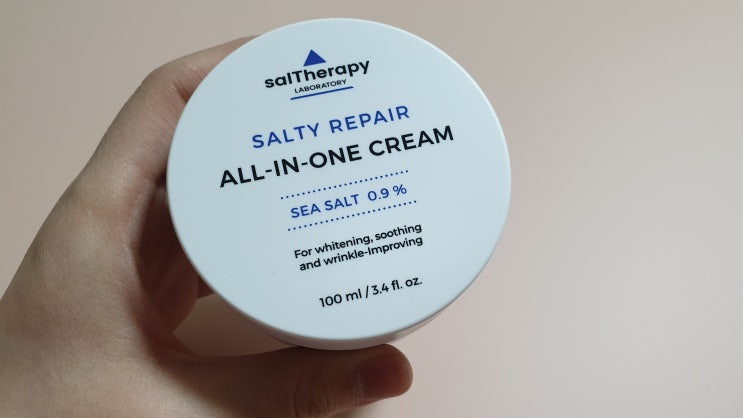 salTherapy
LABORATORY
SALTY REPAIR
ALL-IN-ONE CREAM
SEA SALT 0.9 %
For whitening, soothing
and wrinkle-improving
100 ml / 3.4 fl. oz.